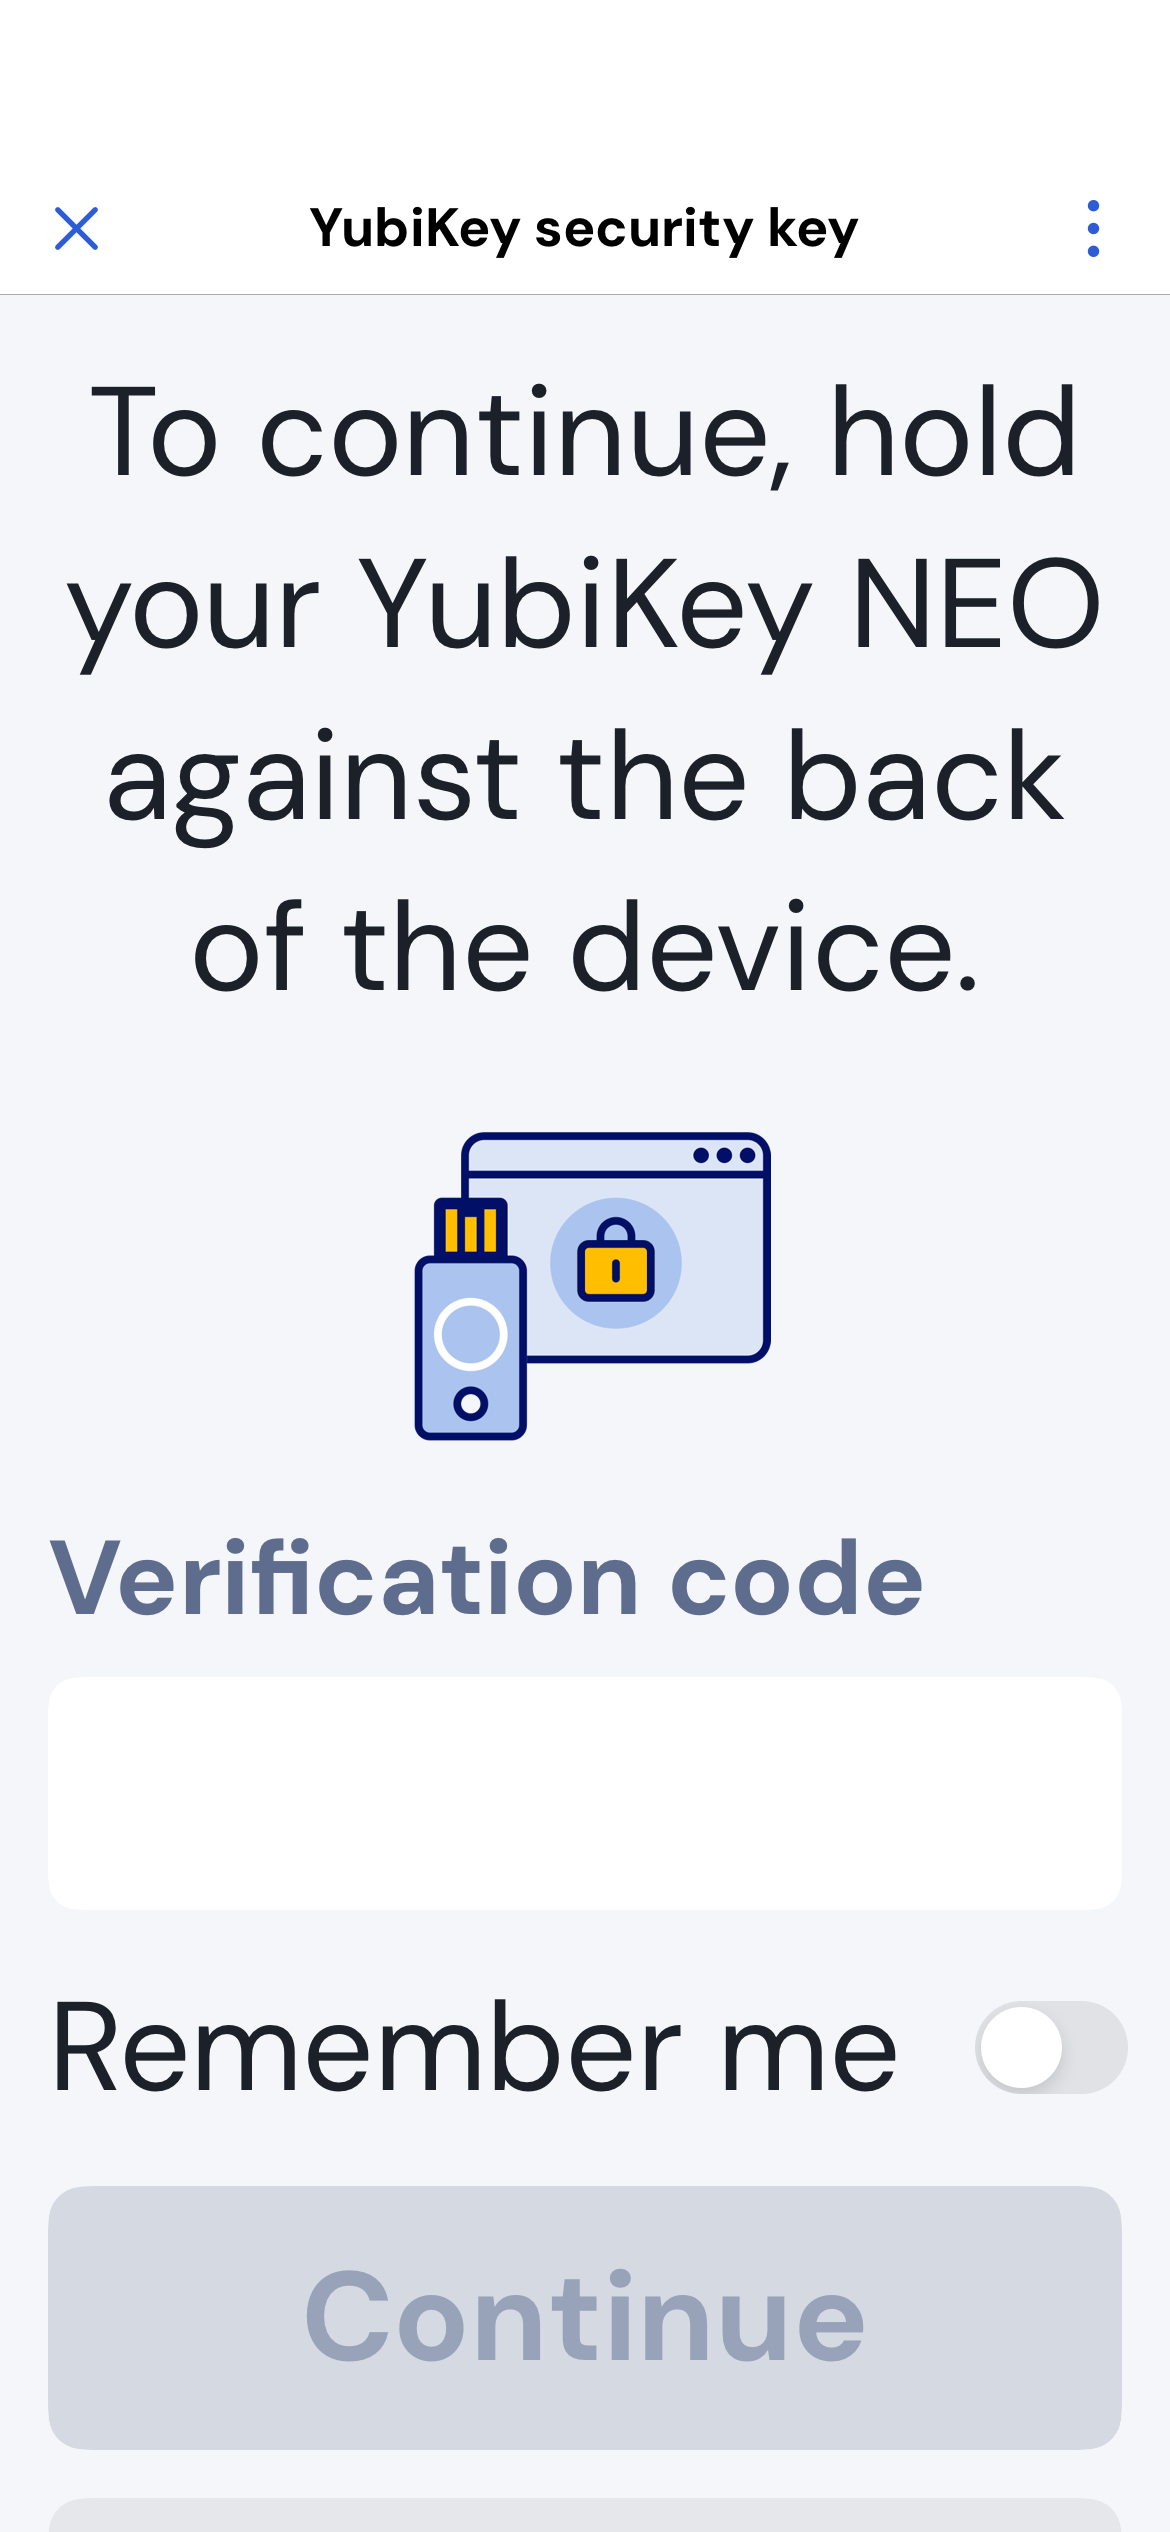 YubiKey security key
To continue, hold
your YubiKey NEO
against the back
of the device.
Verification code
Remember me
Continue